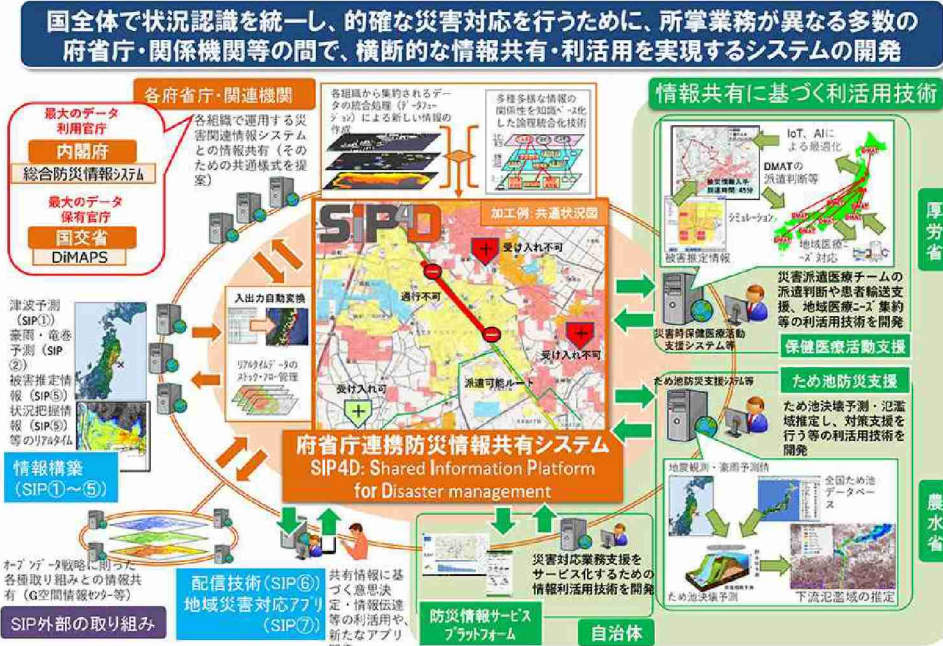 国全体で状況認識を統一し、的確な災害対応を行うために、所掌業務が異なる多数の
府省庁・関係機関等の間で、横断的な情報共有・利活用を実現するシステムの開発
各府省庁・関連機関
最大のデータ
利用官庁
内閣府
総合防災情報システム
最大のデータ
保有官庁
国交省
DiMAPS
各組織で運用する災
害関連情報システム
との情報共有（その
ための共通様式を提
案）
各組織から集約されるデー
タの統合処理（データフュー
ジョン）による新しい情報の
作成
多種多様な情報の
関係性を知識ベース化
した論理統合化技術
情報共有に基づく利活用技術
IoT、AIに
よる最適化
DMATの
派遣判断等
被災情報入手
到達時間：45分
シミュレーション
被害推定情報
DMAT
DMAT
DMAT
DMAT
地域医療
ニーズ対応
厚労省
災害派遣医療チームの
派遣判断や患者輸送支
援、地域医療ニーズ集約
等の利活用技術を開発
災害時保健医療活動
支援システム等
保健医療活動支援
SIP4D
加工例：共通状況図
受け入れ不可
通行不可
受け入れ不可
受け入れ可
派遣可能ルート
府省庁連携防災情報共有システム
SIP4D: Shared Information Platform
for Disaster management
入出力自動変換
リアルタイムデータの
ストック・フロー管理
津波予測
（SIP①）
豪雨・竜巻
予測（SIP
②）
被害推定情
報（SIP⑤）
状況把握情
報（SIP⑤）
等のリアルタイム
情報構築
（SIP①～⑤）
ため池防災支援システム等
ため池防災支援
ため池決壊予測・氾濫
域推定し、対策支援を
行う等の利活用技術を
開発
地震観測・豪雨予測情
全国ため池
データベー
ス
ため池決壊予測
下流氾濫域の推定
農水省
オープンデータ戦略に則った
各種取り組みとの情報共
有（G空間情報センター等）
SIP外部の取り組み
配信技術（SIP⑥）
地域災害対応アプリ
（SIP⑦）
共有情報に基
づく意思決
定・情報伝達
等の利活用や、
新たなアプリ
災害対応業務支援を
サービス化するための
情報利活用技術を開発
防災情報サービス
プラットフォーム
自治体